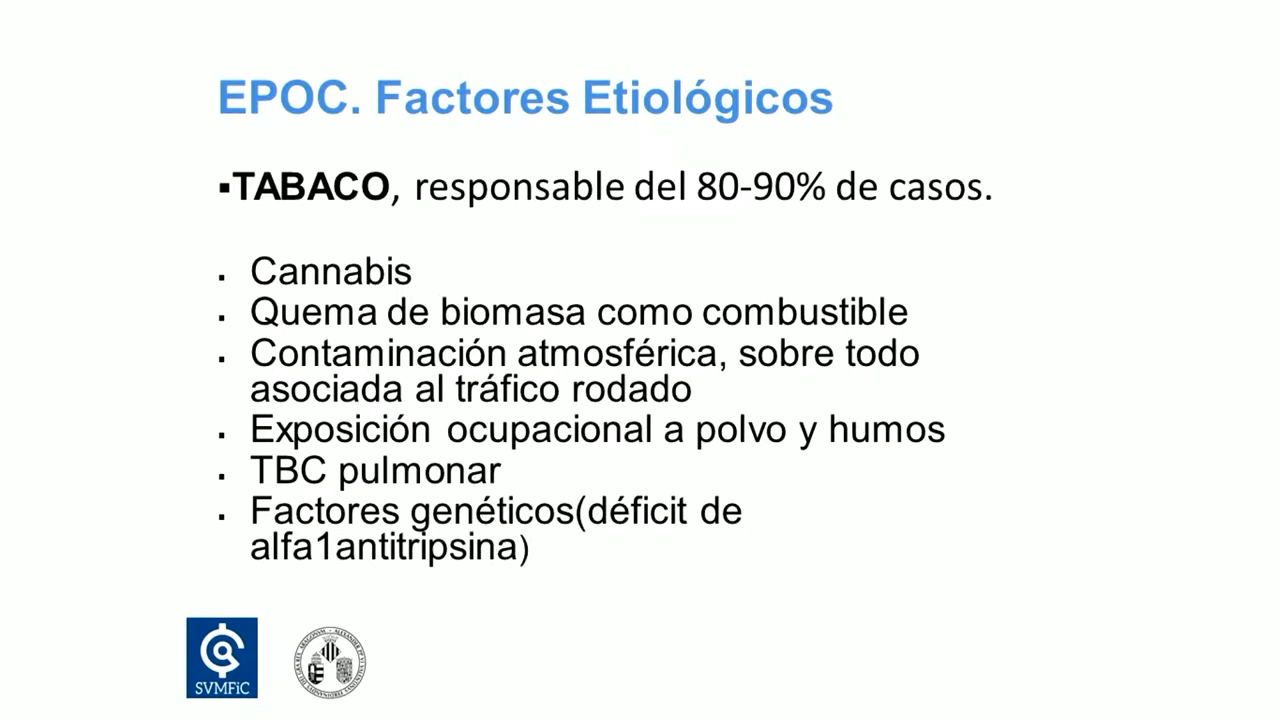 EPOC. Factores Etiológicos
▪TABACO, responsable del 80-90% de casos.
▪ Cannabis
▪ Quema de biomasa como combustible
▪ Contaminación atmosférica, sobre todo
asociada al tráfico rodado
▪ Exposición ocupacional a polvo y humos
▪ TBC pulmonar
▪ Factores genéticos(déficit de
alfa1antitripsina)
SVMFiC